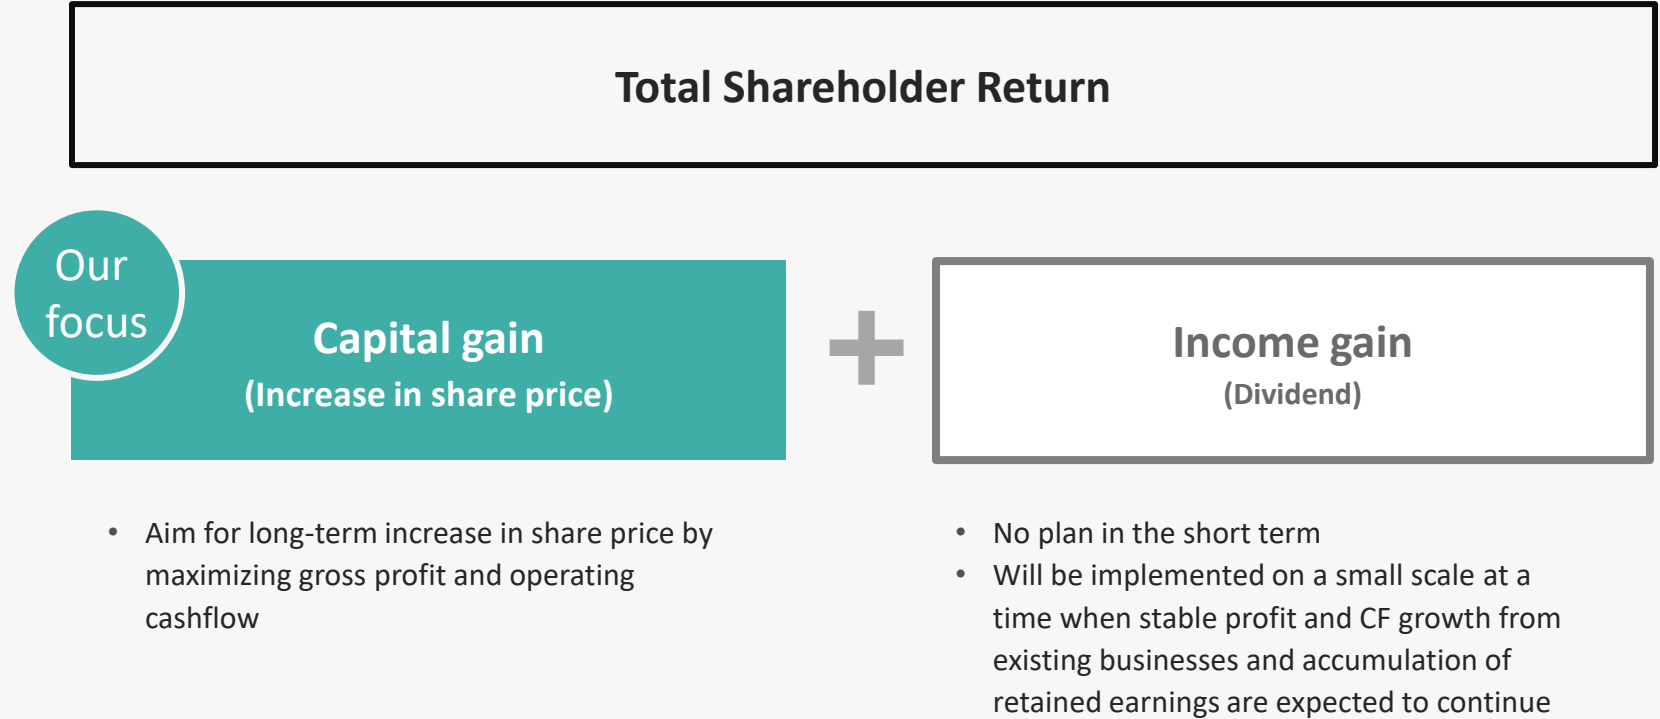 Total Shareholder Return
Our
focus
Capital gain
(Increase in share price)
+
Income gain
(Dividend)
• Aim for long-term increase in share price by
maximizing gross profit and operating
cashflow
• No plan in the short term
• Will be implemented on a small scale at a
time when stable profit and CF growth from
existing businesses and accumulation of
retained earnings are expected to continue